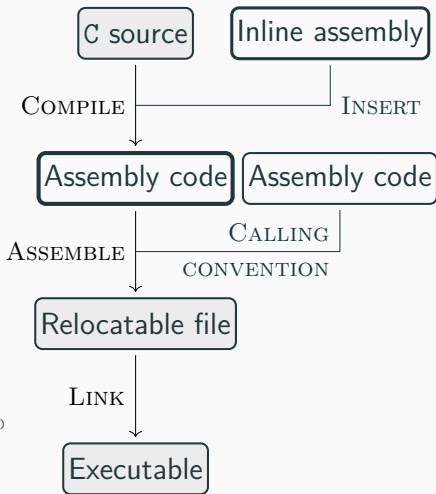 C source
Inline assembly
COMPILE
INSERT
Assembly code
Assembly code
CALLING
ASSEMBLE
CONVENTION
Relocatable file
LINK
Executable